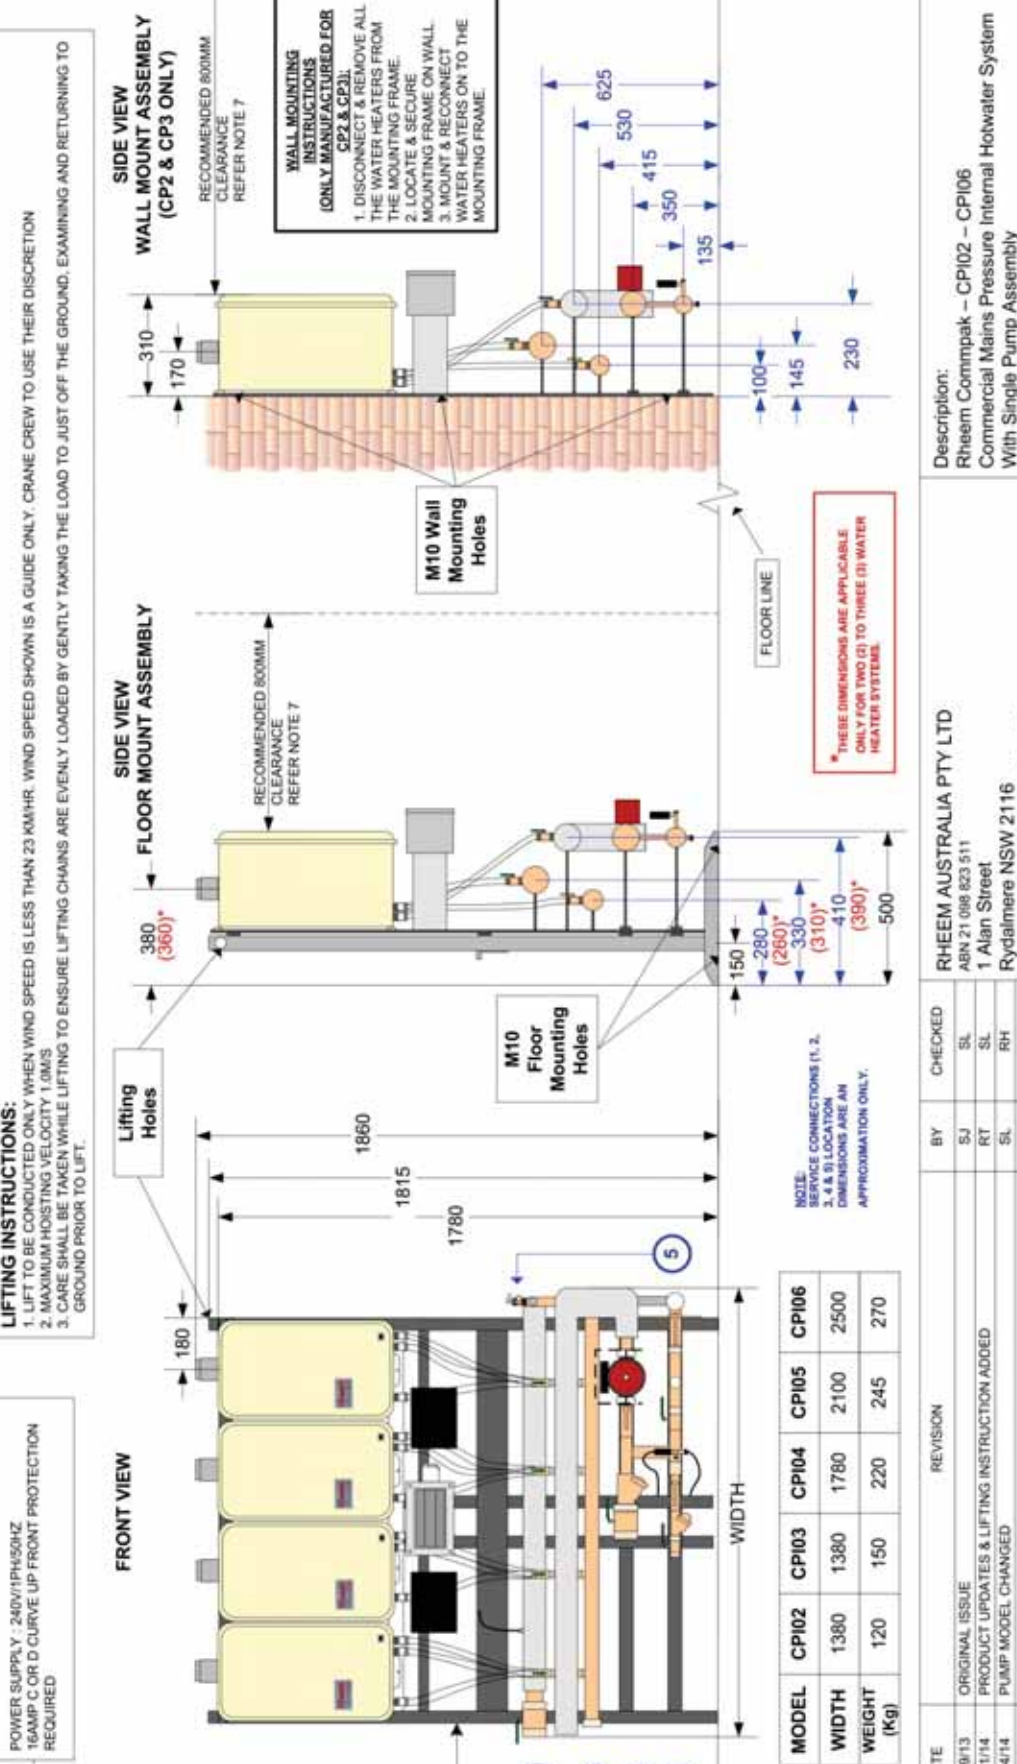 POWER SUPPLY : 240V/1PH/50HZ
16AMP C OR D CURVE UP FRONT PROTECTION
REQUIRED
LIFTING INSTRUCTIONS:
1. LIFT TO BE CONDUCTED ONLY WHEN WIND SPEED IS LESS THAN 23 KM/HR. WIND SPEED SHOWN IS A GUIDE ONLY. CRANE CREW TO USE THEIR DISCRETION
2. MAXIMUM HOISTING VELOCITY 1.0M/S
3. CARE SHALL BE TAKEN WHILE LIFTING TO ENSURE LIFTING CHAINS ARE EVENLY LOADED BY GENTLY TAKING THE LOAD TO JUST OFF THE GROUND, EXAMINING AND RETURNING TO
GROUND PRIOR TO LIFT.
FRONT VIEW
180
Lifting
Holes
1780
1815
1860
5
WIDTH
SIDE VIEW
FLOOR MOUNT ASSEMBLY
380
(360)*
RECOMMENDED 800MM
CLEARANCE
REFER NOTE 7
M10
Floor
Mounting
Holes
150
280
(260)*
330
(310)*
410
(390)*
500
SIDE VIEW
WALL MOUNT ASSEMBLY
(CP2 & CP3 ONLY)
RECOMMENDED 800MM
CLEARANCE
REFER NOTE 7
310
170
M10 Wall
Mounting
Holes
WALL MOUNTING
INSTRUCTIONS
(ONLY MANUFACTURED FOR
CP2 & CP3):
1. DISCONNECT & REMOVE ALL
THE WATER HEATERS FROM
THE MOUNTING FRAME.
2. LOCATE & SECURE
MOUNTING FRAME ON WALL.
3. MOUNT & RECONNECT
WATER HEATERS ON TO THE
MOUNTING FRAME.
625
530
415
350
135
100
145
230
FLOOR LINE
*THESE DIMENSIONS ARE APPLICABLE
ONLY FOR TWO (2) TO THREE (3) WATER
HEATER SYSTEMS.
NOTE:
SERVICE CONNECTIONS (1, 2,
3, 4 & 5) LOCATION
DIMENSIONS ARE AN
APPROXIMATION ONLY.
MODEL CPI02 CPI03 CPI04 CPI05 CPI06
WIDTH 1380 1380 1780 2100 2500
WEIGHT
(Kg) 120 150 220 245 270
TE REVISION BY CHECKED
9/13 ORIGINAL ISSUE SJ SL
1/14 PRODUCT UPDATES & LIFTING INSTRUCTION ADDED RT SL
4/14 PUMP MODEL CHANGED SL RH
RHEEM AUSTRALIA PTY LTD
ABN 21 098 823 511
1 Alan Street
Rydalmere NSW 2116
Description:
Rheem Commpak – CPI02 – CPI06
Commercial Mains Pressure Internal Hotwater System
With Single Pump Assembly